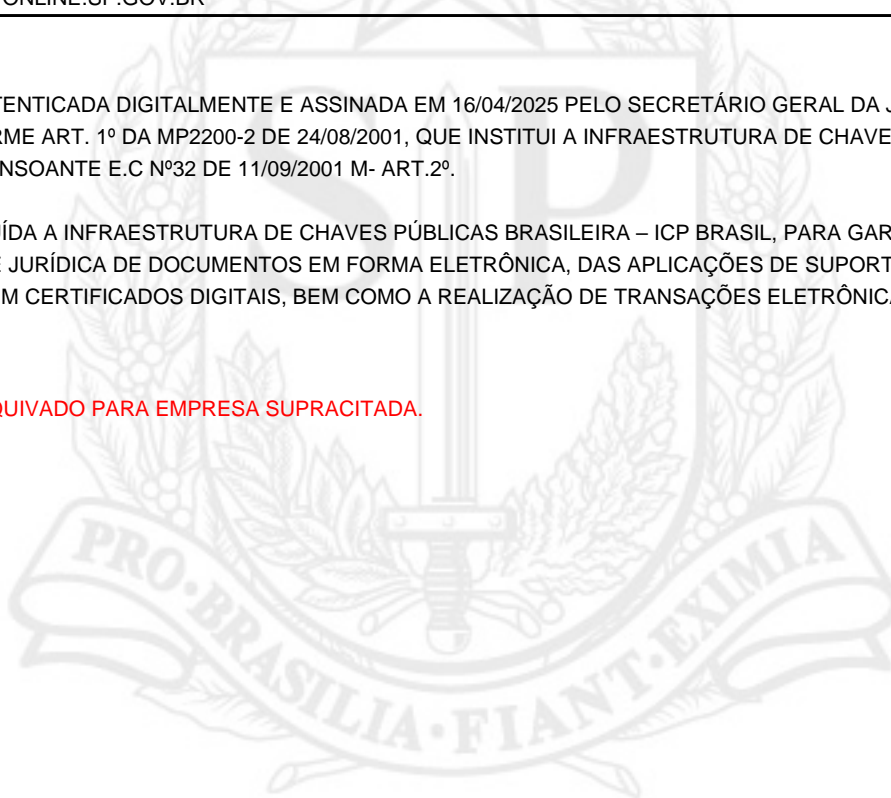 ONLINE.SP.GOV.BR
TENTICADA DIGITALMENTE E ASSINADA EM 16/04/2025 PELO SECRETÁRIO GERAL DA J
RME ART. 1º DA MP2200-2 DE 24/08/2001, QUE INSTITUI A INFRAESTRUTURA DE CHAVE
NSOANTE E.C Nº32 DE 11/09/2001 M- ART.2º.
ÍDA A INFRAESTRUTURA DE CHAVES PÚBLICAS BRASILEIRA – ICP BRASIL, PARA GAR
E JURÍDICA DE DOCUMENTOS EM FORMA ELETRÔNICA, DAS APLICAÇÕES DE SUPORT
M CERTIFICADOS DIGITAIS, BEM COMO A REALIZAÇÃO DE TRANSAÇÕES ELETRÔNICA
QUIVADO PARA EMPRESA SUPRACITADA.
SP
PRO·BRASILIA·FIANT·EXIMIA